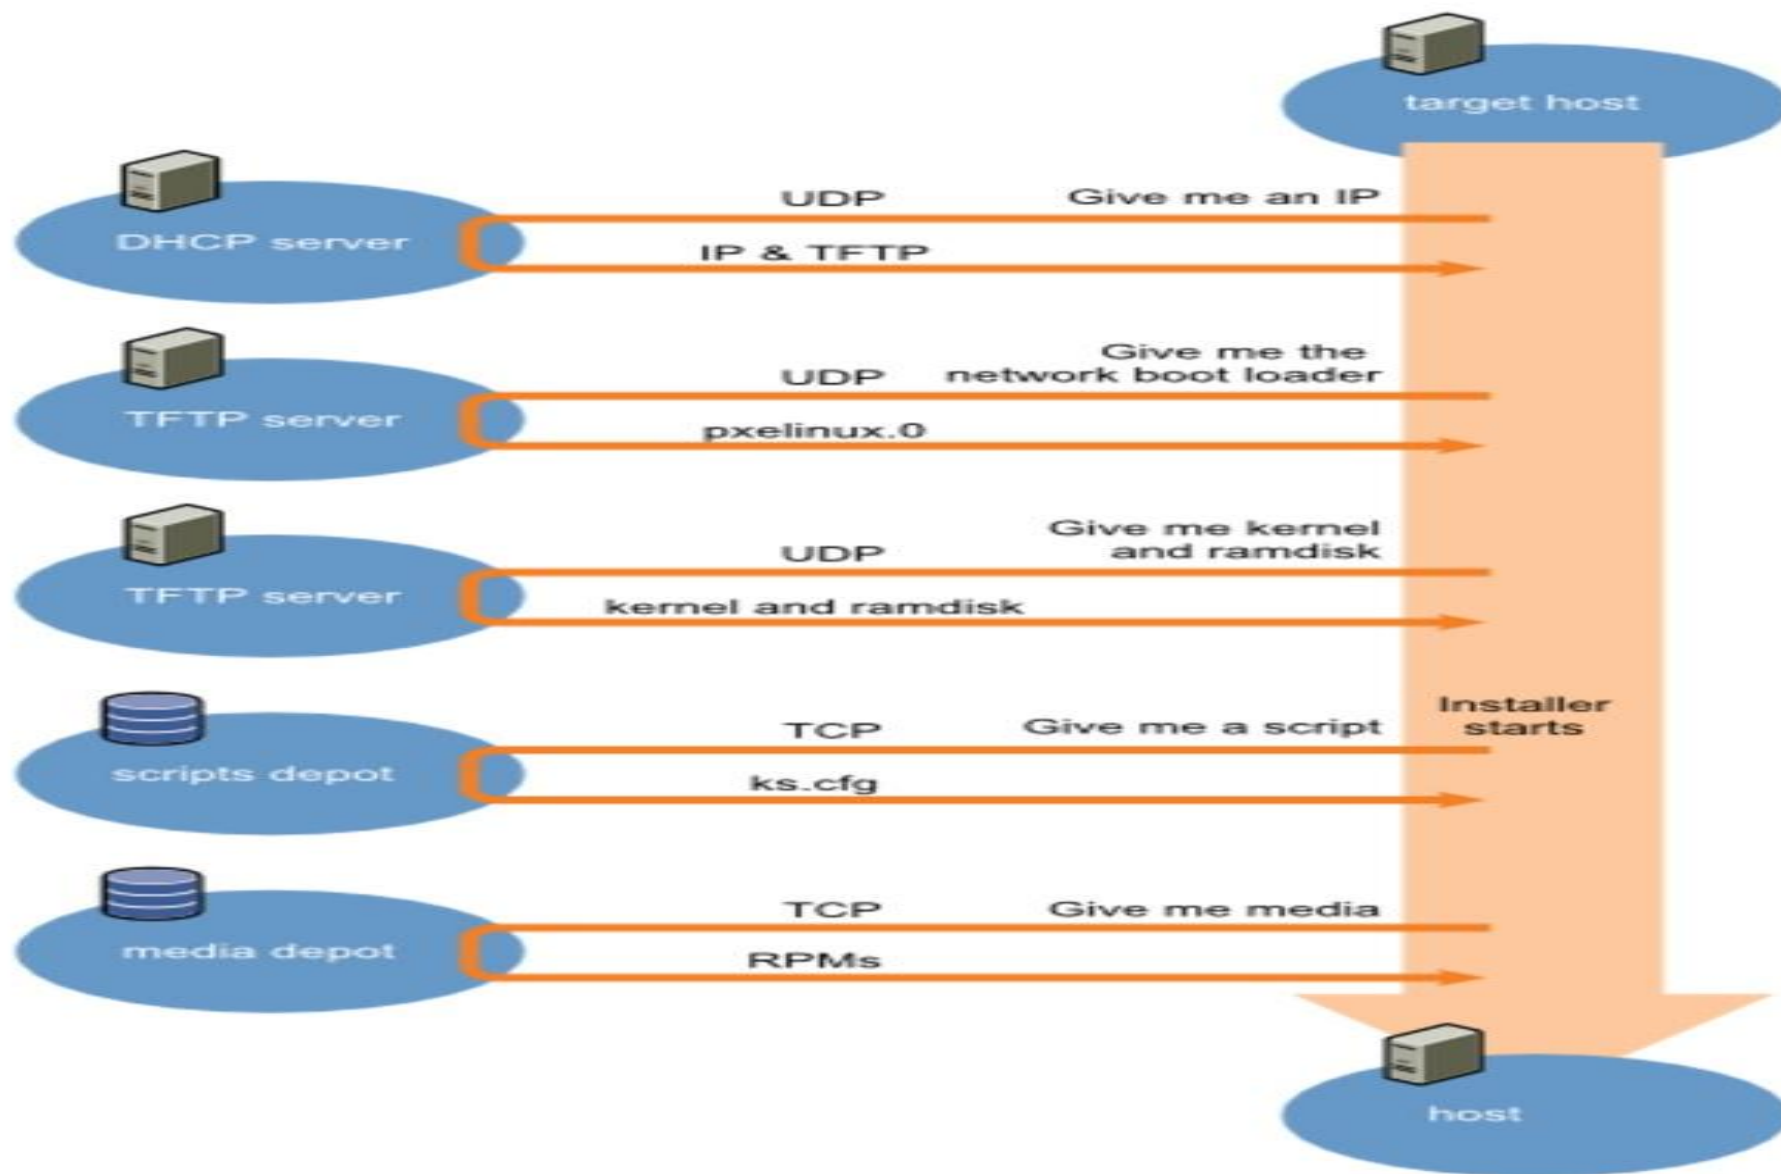 target host
UDP
Give me an IP
DHCP server
IP & TFTP
Give me the
UDP
network boot loader
TFTP server
pxelinux.0
Give me kernel
UDP
and ramdisk
TFTP server
kernel and ramdisk
Installer
starts
TCP
Give me a script
scripts depot
ks.cfg
TCP
Give me media
media depot
RPMs
host